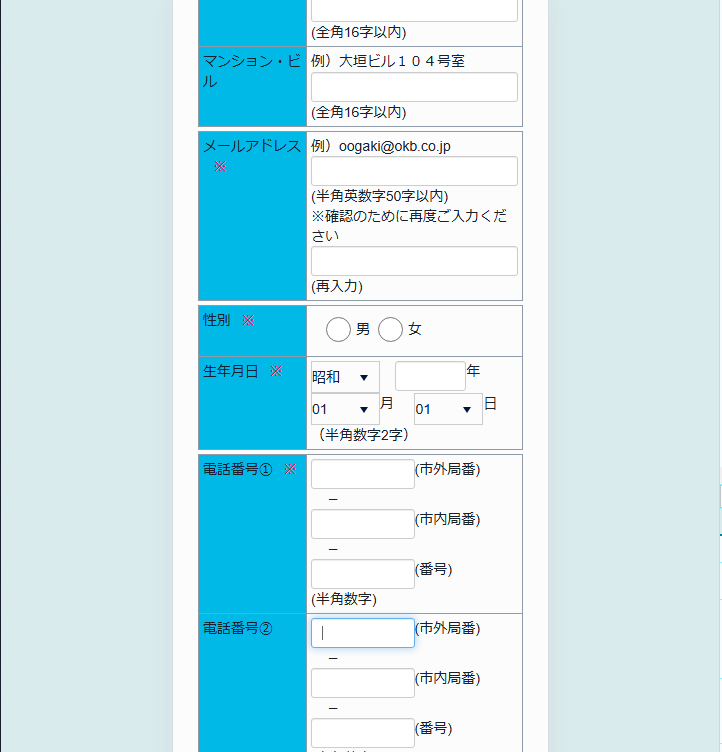 (全角16字以内)
マンション・ビル
例）大垣ビル１０４号室
(全角16字以内)
メールアドレス
※
例）oogaki@okb.co.jp
(半角英数字50字以内)
※確認のために再度ご入力くだ
さい
(再入力)
性別 ※
男 女
生年月日 ※
昭和 年
01 月 01 日
（半角数字2字）
電話番号① ※
(市外局番)
–
(市内局番)
–
(番号)
(半角数字)
電話番号②
(市外局番)
–
(市内局番)
–
(番号)